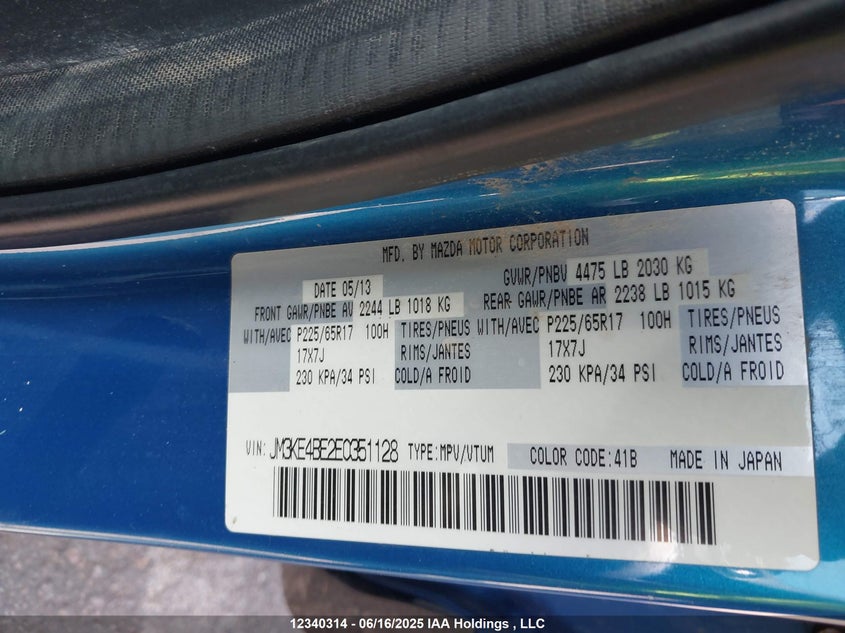 MFD. BY MAZDA MOTOR CORPORATION
DATE 05/13 GVWR/PNBV 4475 LB 2030 KG
FRONT GAWR/PNBE AV 2244 LB 1018 KG REAR GAWR/PNBE AR 2238 LB 1015 KG
WITH/AVEC P225/65R17 100H TIRES/PNEUS WITH/AVEC P225/65R17 100H TIRES/PNEUS
17X7J RIMS/JANTES 17X7J RIMS/JANTES
230 KPA/34 PSI COLD/A FROID 230 KPA/34 PSI COLD/A FROID
VIN: JM3KE4BE2E0351128 TYPE:MPV/VTUM COLOR CODE:41B MADE IN JAPAN
12340314 - 06/16/2025 IAA Holdings , LLC